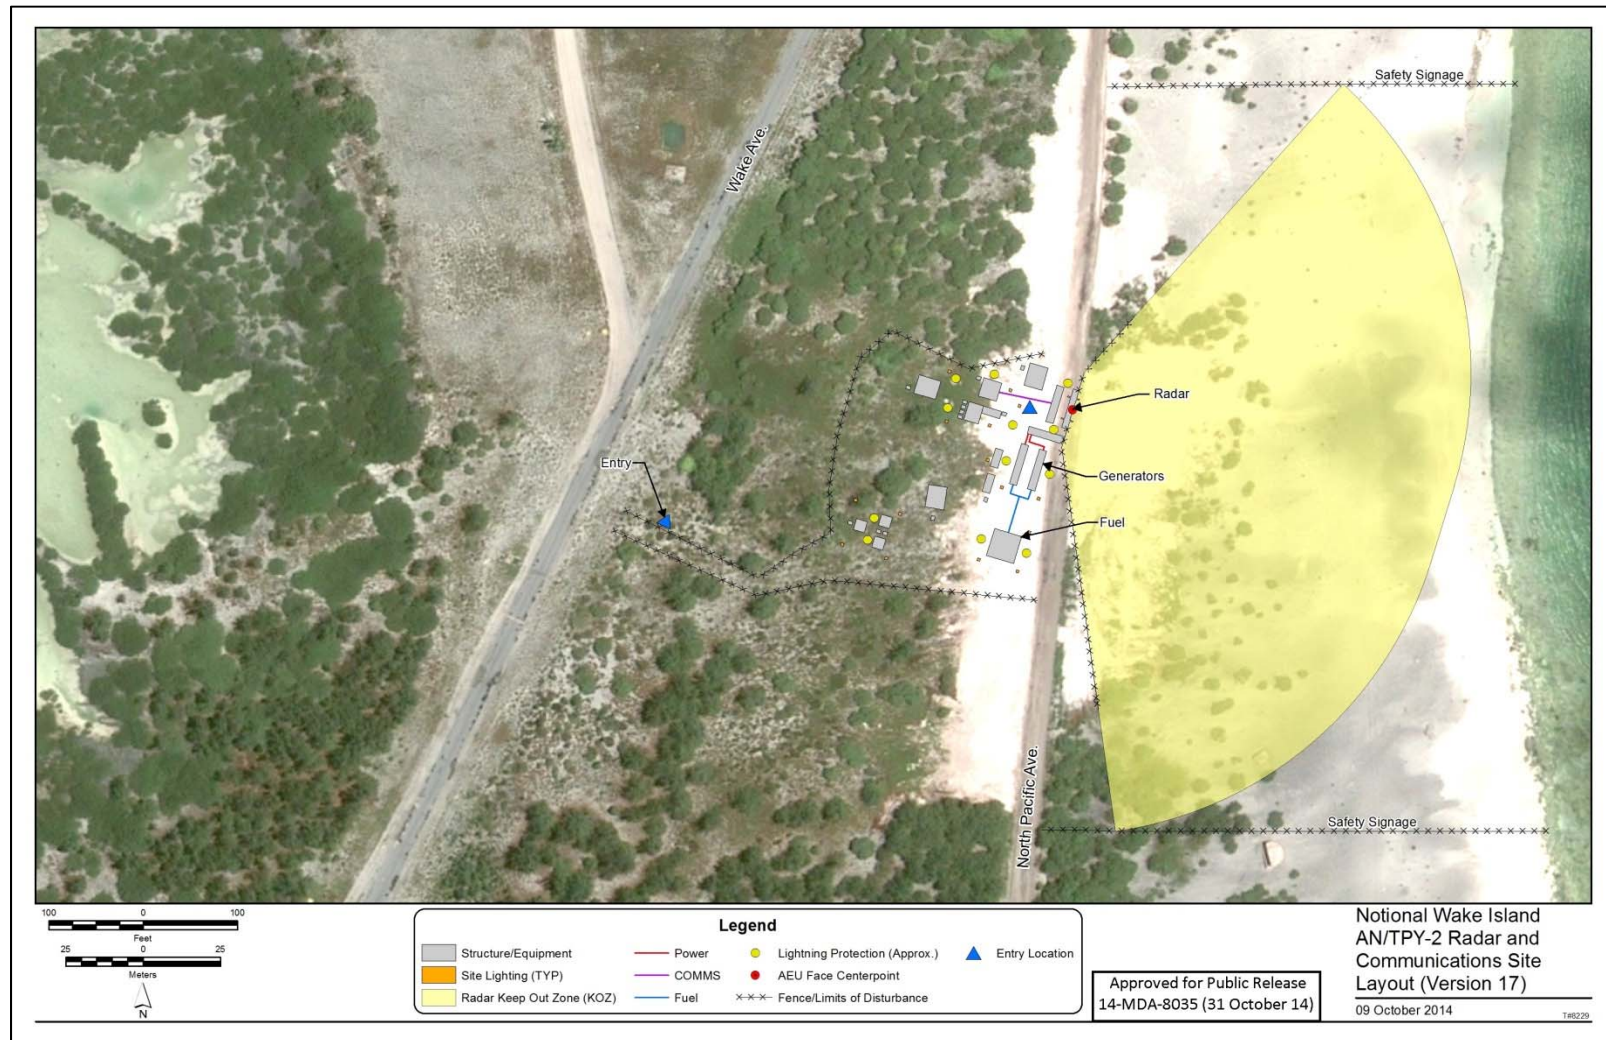 Safety Signage
Wake Ave.
Radar
Entry
Generators
Fuel
North Pacific Ave.
Safety Signage
100 0 100
Feet
25 0 25
Meters
N
Legend
Structure/Equipment
Site Lighting (TYP)
Radar Keep Out Zone (KOZ)
Power
COMMS
Fuel
Lightning Protection (Approx.)
AEU Face Centerpoint
Fence/Limits of Disturbance
Entry Location
Approved for Public Release
14-MDA-8035 (31 October 14)
Notional Wake Island
AN/TPY-2 Radar and
Communications Site
Layout (Version 17)
09 October 2014
T#8229